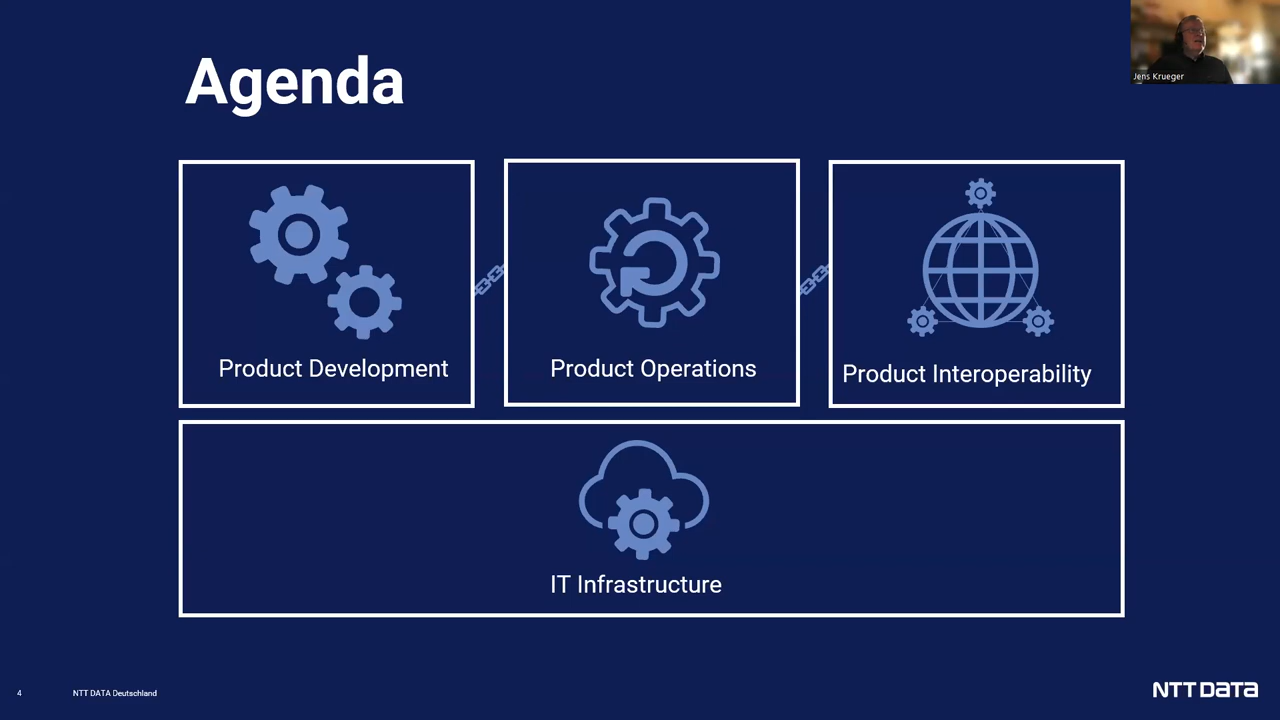 Agenda
Jens Krueger
Product Development
Product Operations
Product Interoperability
IT Infrastructure
4
NTT DATA Deutschland
NTT DATA